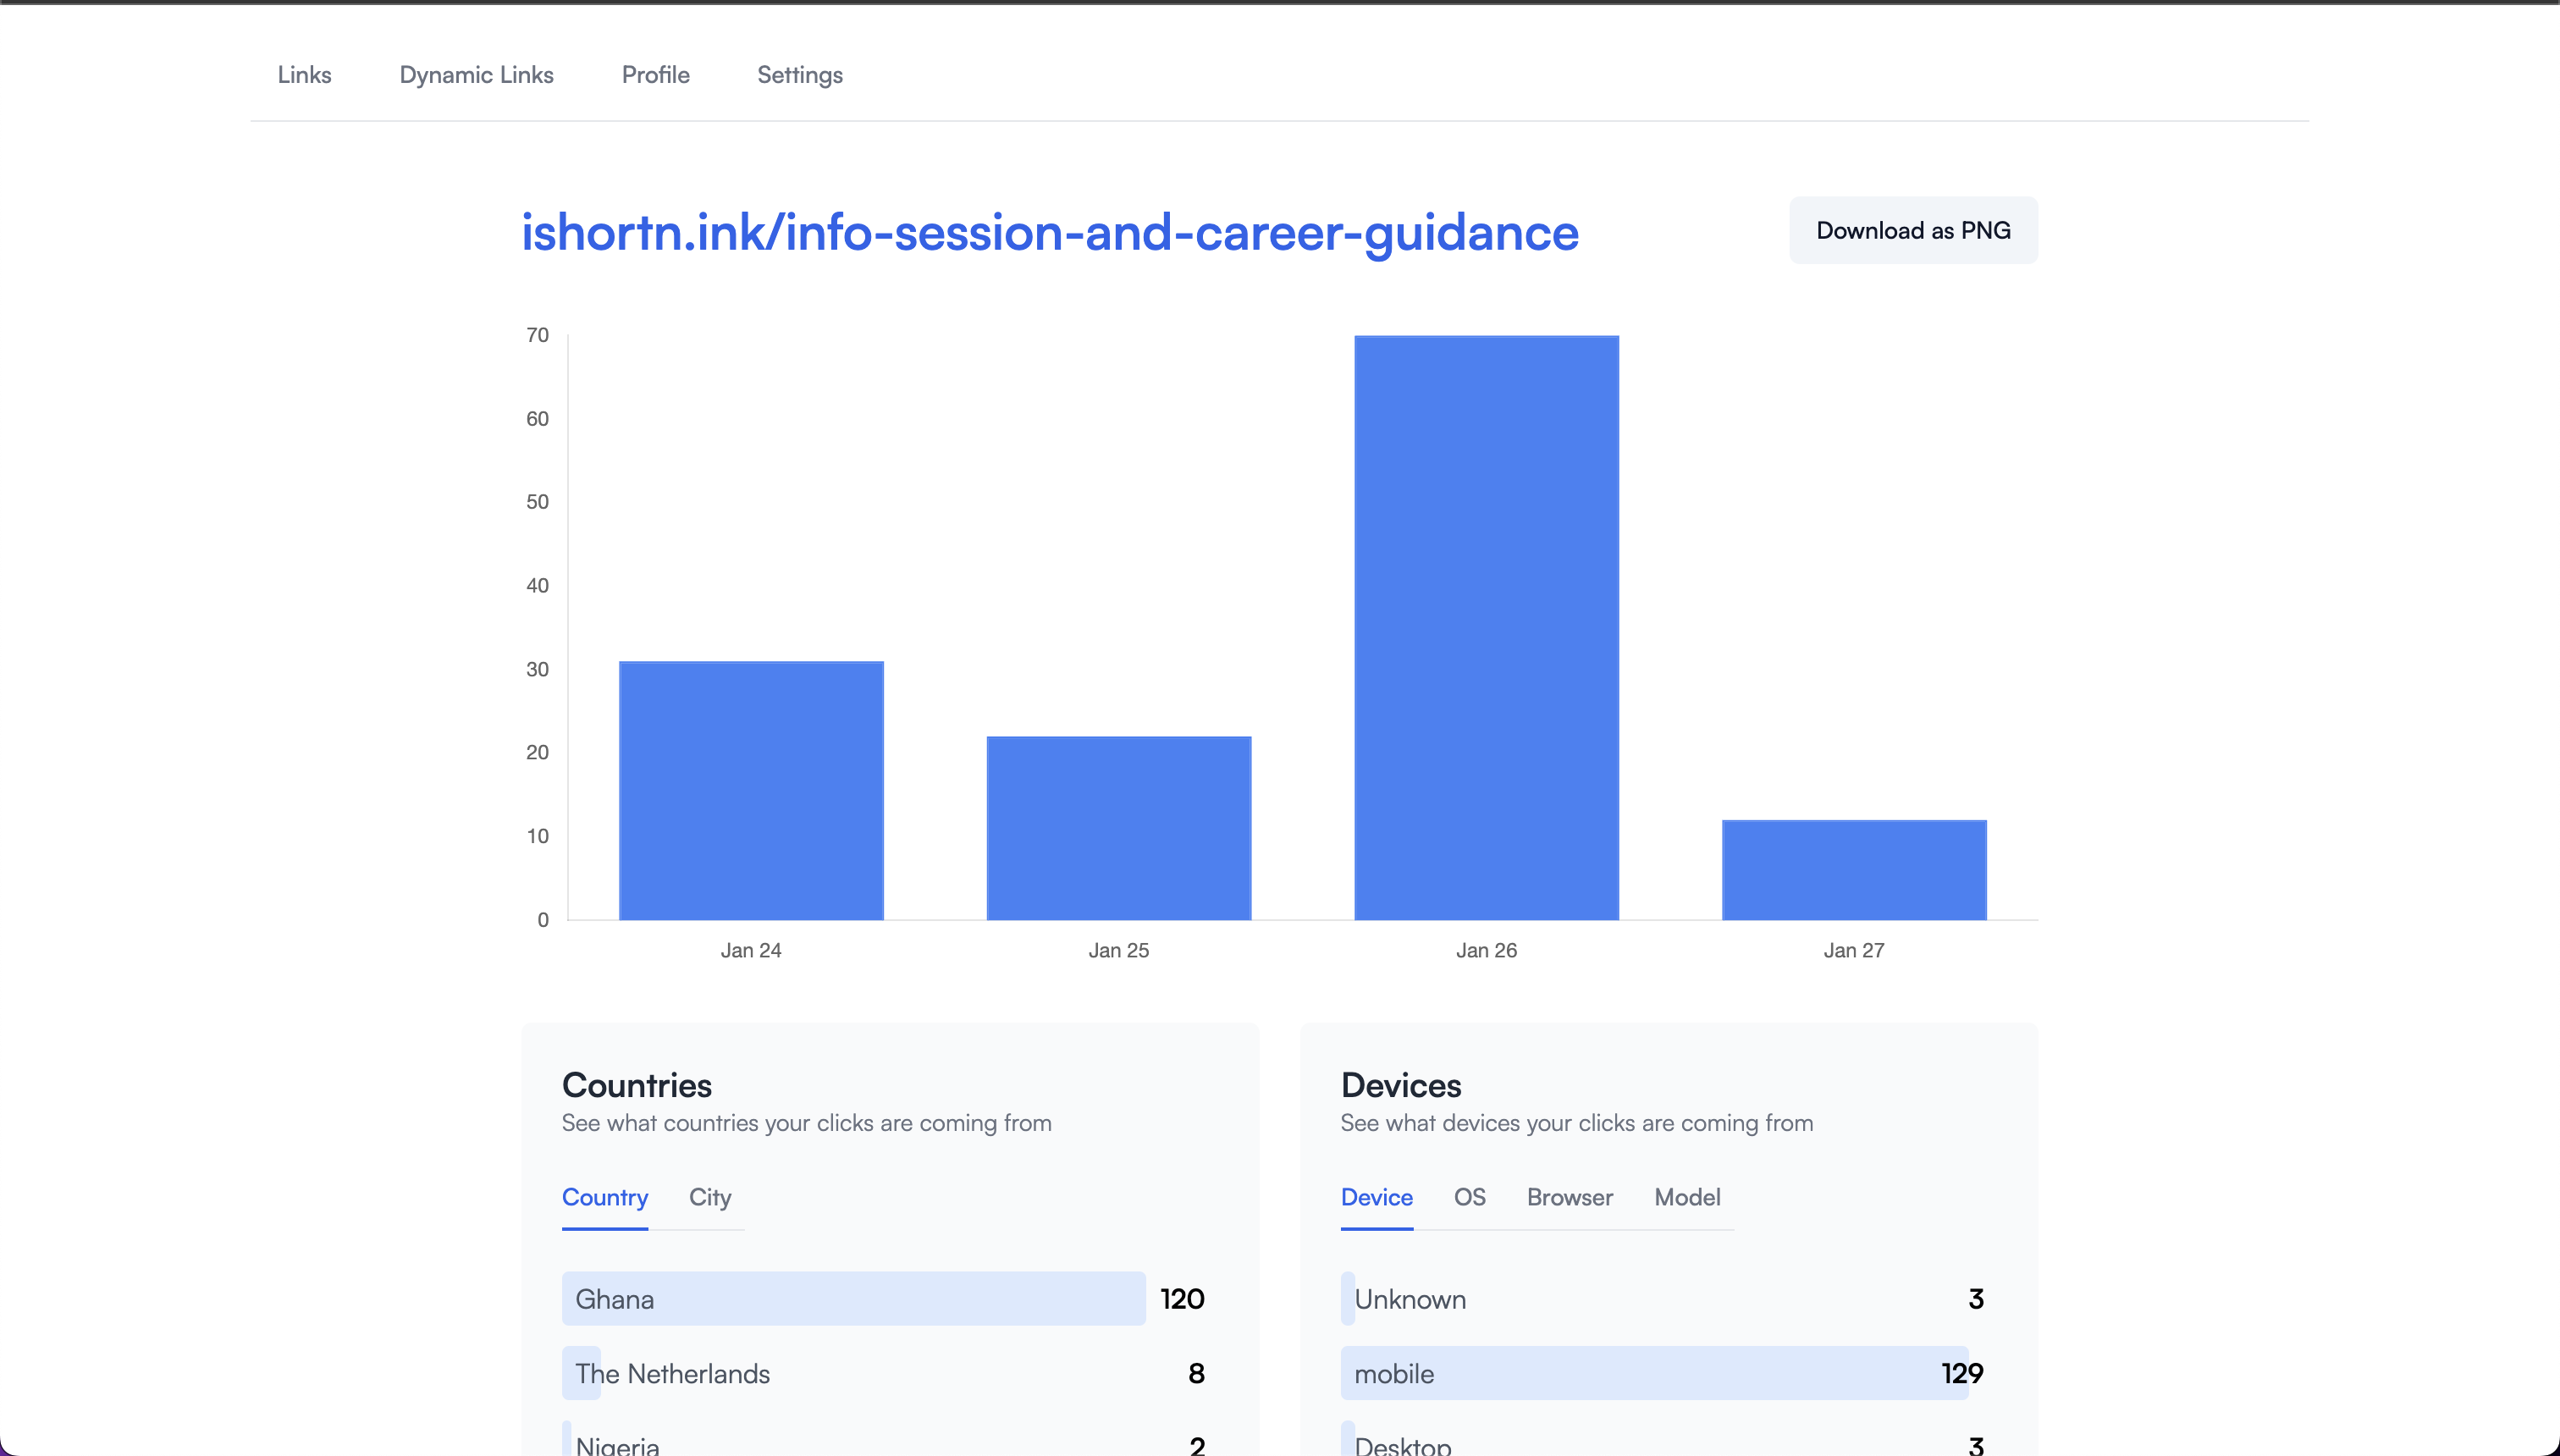 Links Dynamic Links Profile Settings
ishortn.ink/info-session-and-career-guidance
Download as PNG
70
60
50
40
30
20
10
0
Jan 24 Jan 25 Jan 26 Jan 27
Countries
See what countries your clicks are coming from
Country City
Ghana 120
The Netherlands 8
Nigeria 2
Devices
See what devices your clicks are coming from
Device OS Browser Model
Unknown 3
mobile 129
Desktop 3